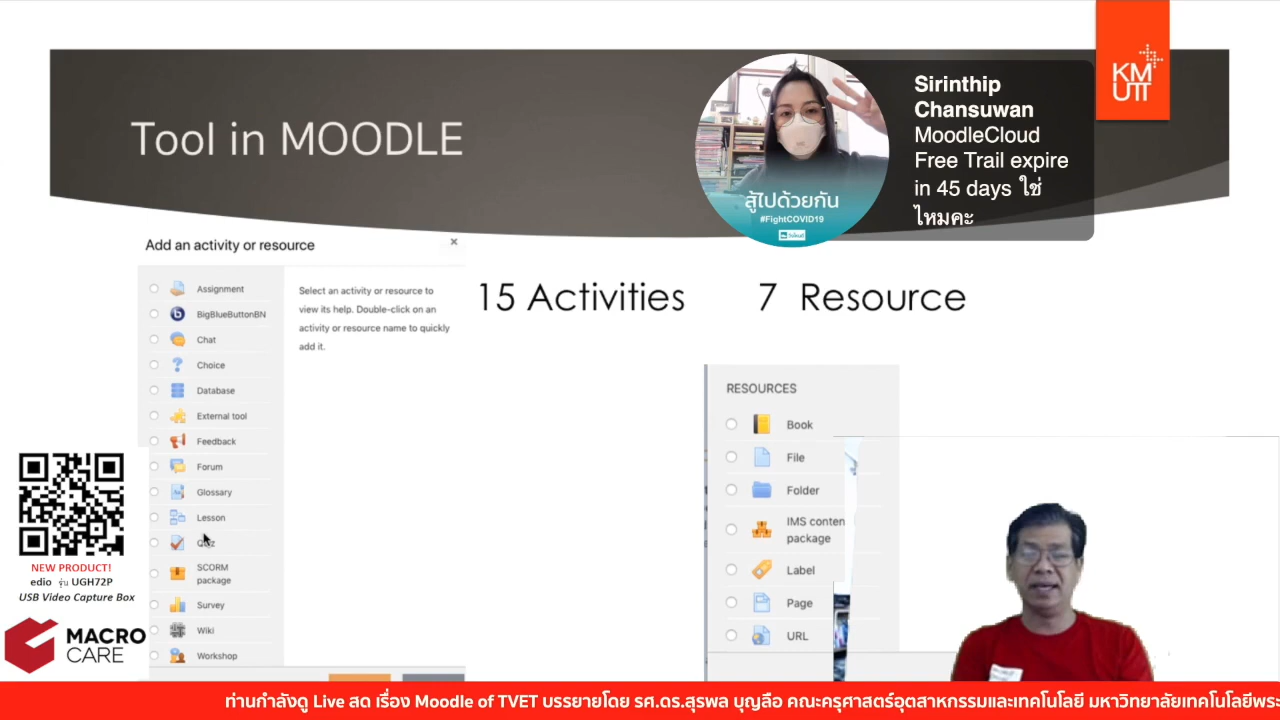 KM
UTT
Tool in MOODLE
Sirinthip
Chansuwan
MoodleCloud
Free Trail expire
in 45 days ใช่
ไหมคะ
สู้ไปด้วยกัน
#FightCOVID19
Add an activity or resource
×
Assignment
BigBlueButtonBN
Chat
Choice
Database
External tool
Feedback
Forum
Glossary
Lesson
Quiz
SCORM
package
Survey
Wiki
Workshop
Select an activity or resource to
view its help. Double-click on an
activity or resource name to quickly
add it.
15 Activities
7 Resource
RESOURCES
Book
File
Folder
IMS conten
package
Label
Page
URL
NEW PRODUCT!
edio รุ่น UGH72P
USB Video Capture Box
MACRO
CARE
ท่านกำลังดู Live สด เรื่อง Moodle of TVET บรรยายโดย รศ.ดร.สุรพล บุญลือ คณะครุศาสตร์อุตสาหกรรมและเทคโนโลยี มหาวิทยาลัยเทคโนโลยีพระ